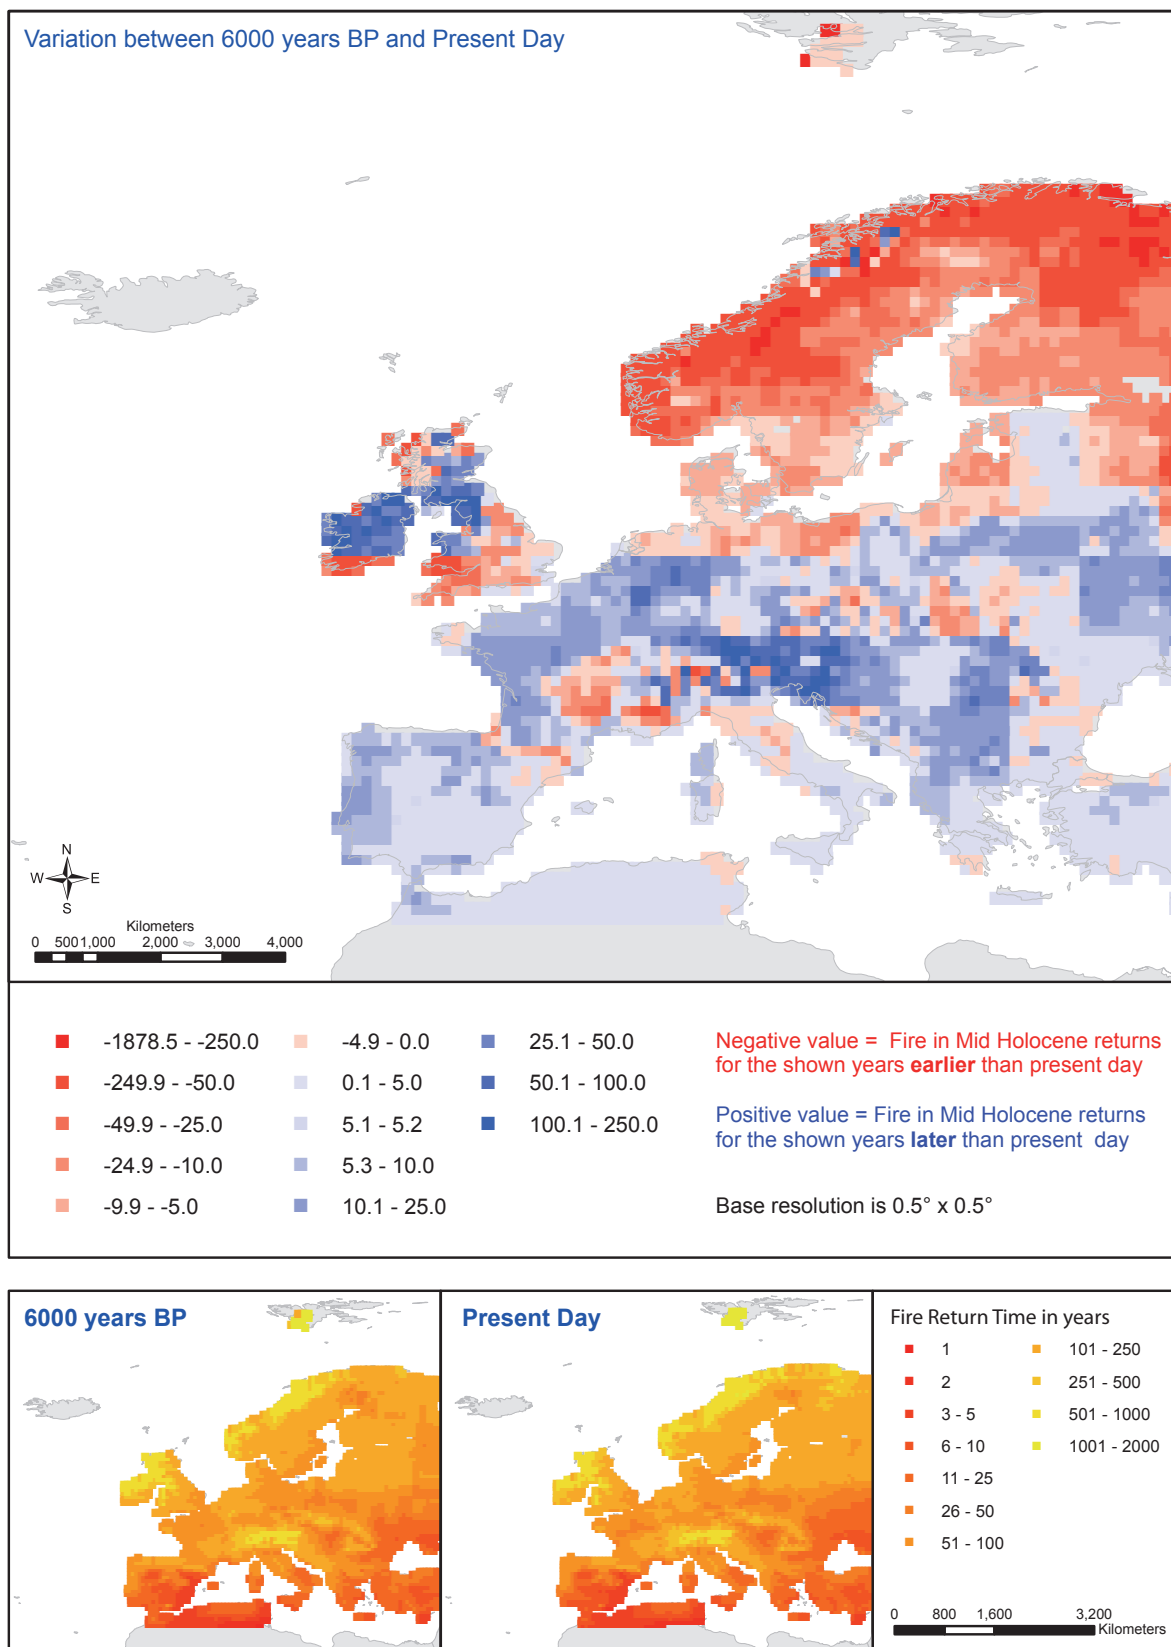 Variation between 6000 years BP and Present Day
N
W E
S
Kilometers
0 500 1,000 2,000 3,000 4,000
-1878.5 - -250.0
-249.9 - -50.0
-49.9 - -25.0
-24.9 - -10.0
-9.9 - -5.0
-4.9 - 0.0
0.1 - 5.0
5.1 - 5.2
5.3 - 10.0
10.1 - 25.0
25.1 - 50.0
50.1 - 100.0
100.1 - 250.0
Negative value = Fire in Mid Holocene returns
for the shown years earlier than present day
Positive value = Fire in Mid Holocene returns
for the shown years later than present day
Base resolution is 0.5° x 0.5°
6000 years BP
Present Day
Fire Return Time in years
1
2
3 - 5
6 - 10
11 - 25
26 - 50
51 - 100
101 - 250
251 - 500
501 - 1000
1001 - 2000
0 800 1,600 3,200
Kilometers